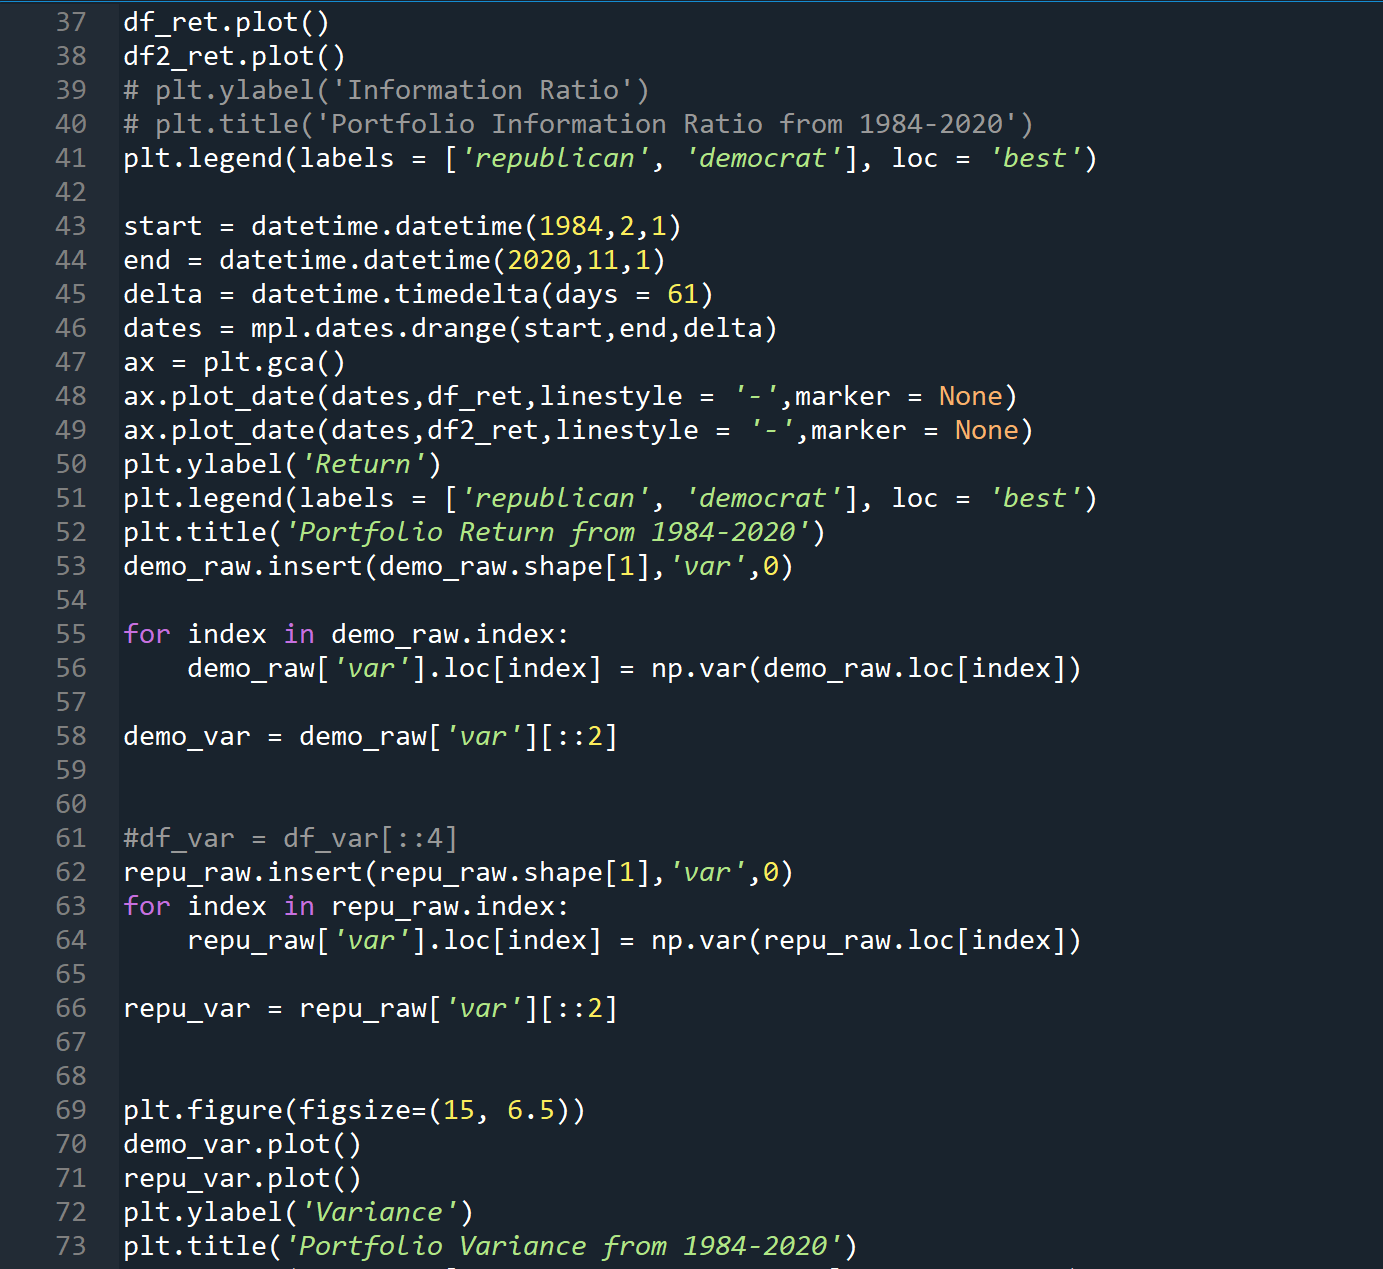 37 df_ret.plot()
38 df2_ret.plot()
39 # plt.ylabel('Information Ratio')
40 # plt.title('Portfolio Information Ratio from 1984-2020')
41 plt.legend(labels = ['republican', 'democrat'], loc = 'best')
42
43 start = datetime.datetime(1984,2,1)
44 end = datetime.datetime(2020,11,1)
45 delta = datetime.timedelta(days = 61)
46 dates = mpl.dates.drange(start,end,delta)
47 ax = plt.gca()
48 ax.plot_date(dates,df_ret,linestyle = '-',marker = None)
49 ax.plot_date(dates,df2_ret,linestyle = '-',marker = None)
50 plt.ylabel('Return')
51 plt.legend(labels = ['republican', 'democrat'], loc = 'best')
52 plt.title('Portfolio Return from 1984-2020')
53 demo_raw.insert(demo_raw.shape[1],'var',0)
54
55 for index in demo_raw.index:
56     demo_raw['var'].loc[index] = np.var(demo_raw.loc[index])
57
58 demo_var = demo_raw['var'][::2]
59
60
61 #df_var = df_var[::4]
62 repu_raw.insert(repu_raw.shape[1],'var',0)
63 for index in repu_raw.index:
64     repu_raw['var'].loc[index] = np.var(repu_raw.loc[index])
65
66 repu_var = repu_raw['var'][::2]
67
68
69 plt.figure(figsize=(15, 6.5))
70 demo_var.plot()
71 repu_var.plot()
72 plt.ylabel('Variance')
73 plt.title('Portfolio Variance from 1984-2020')